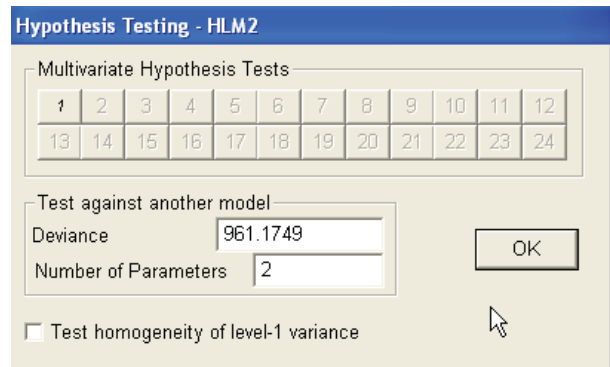 Hypothesis Testing - HLM2
Multivariate Hypothesis Tests
1 2 3 4 5 6 7 8 9 10 11 12
13 14 15 16 17 18 19 20 21 22 23 24
Test against another model
Deviance 961.1749
Number of Parameters 2
OK
Test homogeneity of level-1 variance